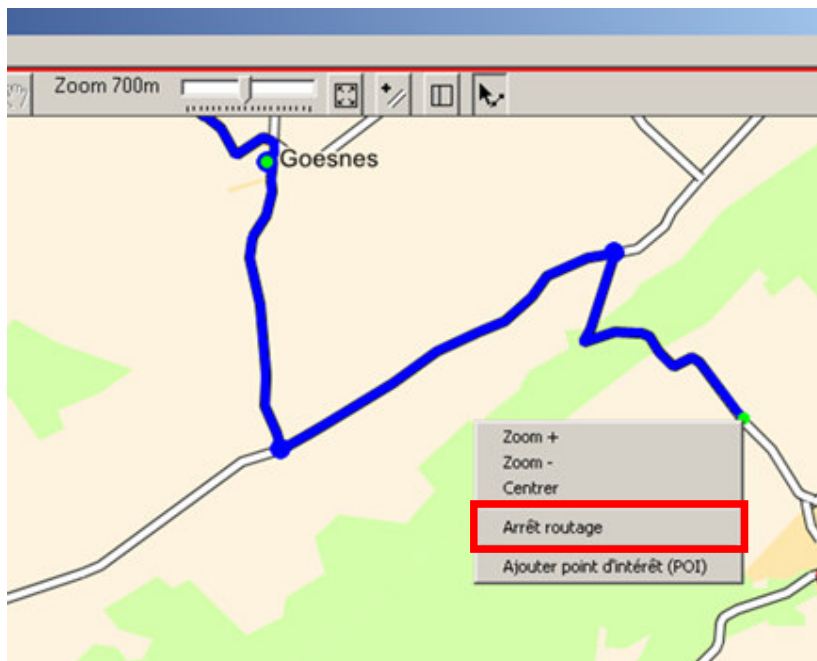 Zoom 700m
Goesnes
Zoom +
Zoom -
Centrer
Arrêt routage
Ajouter point d'intérêt (POI)